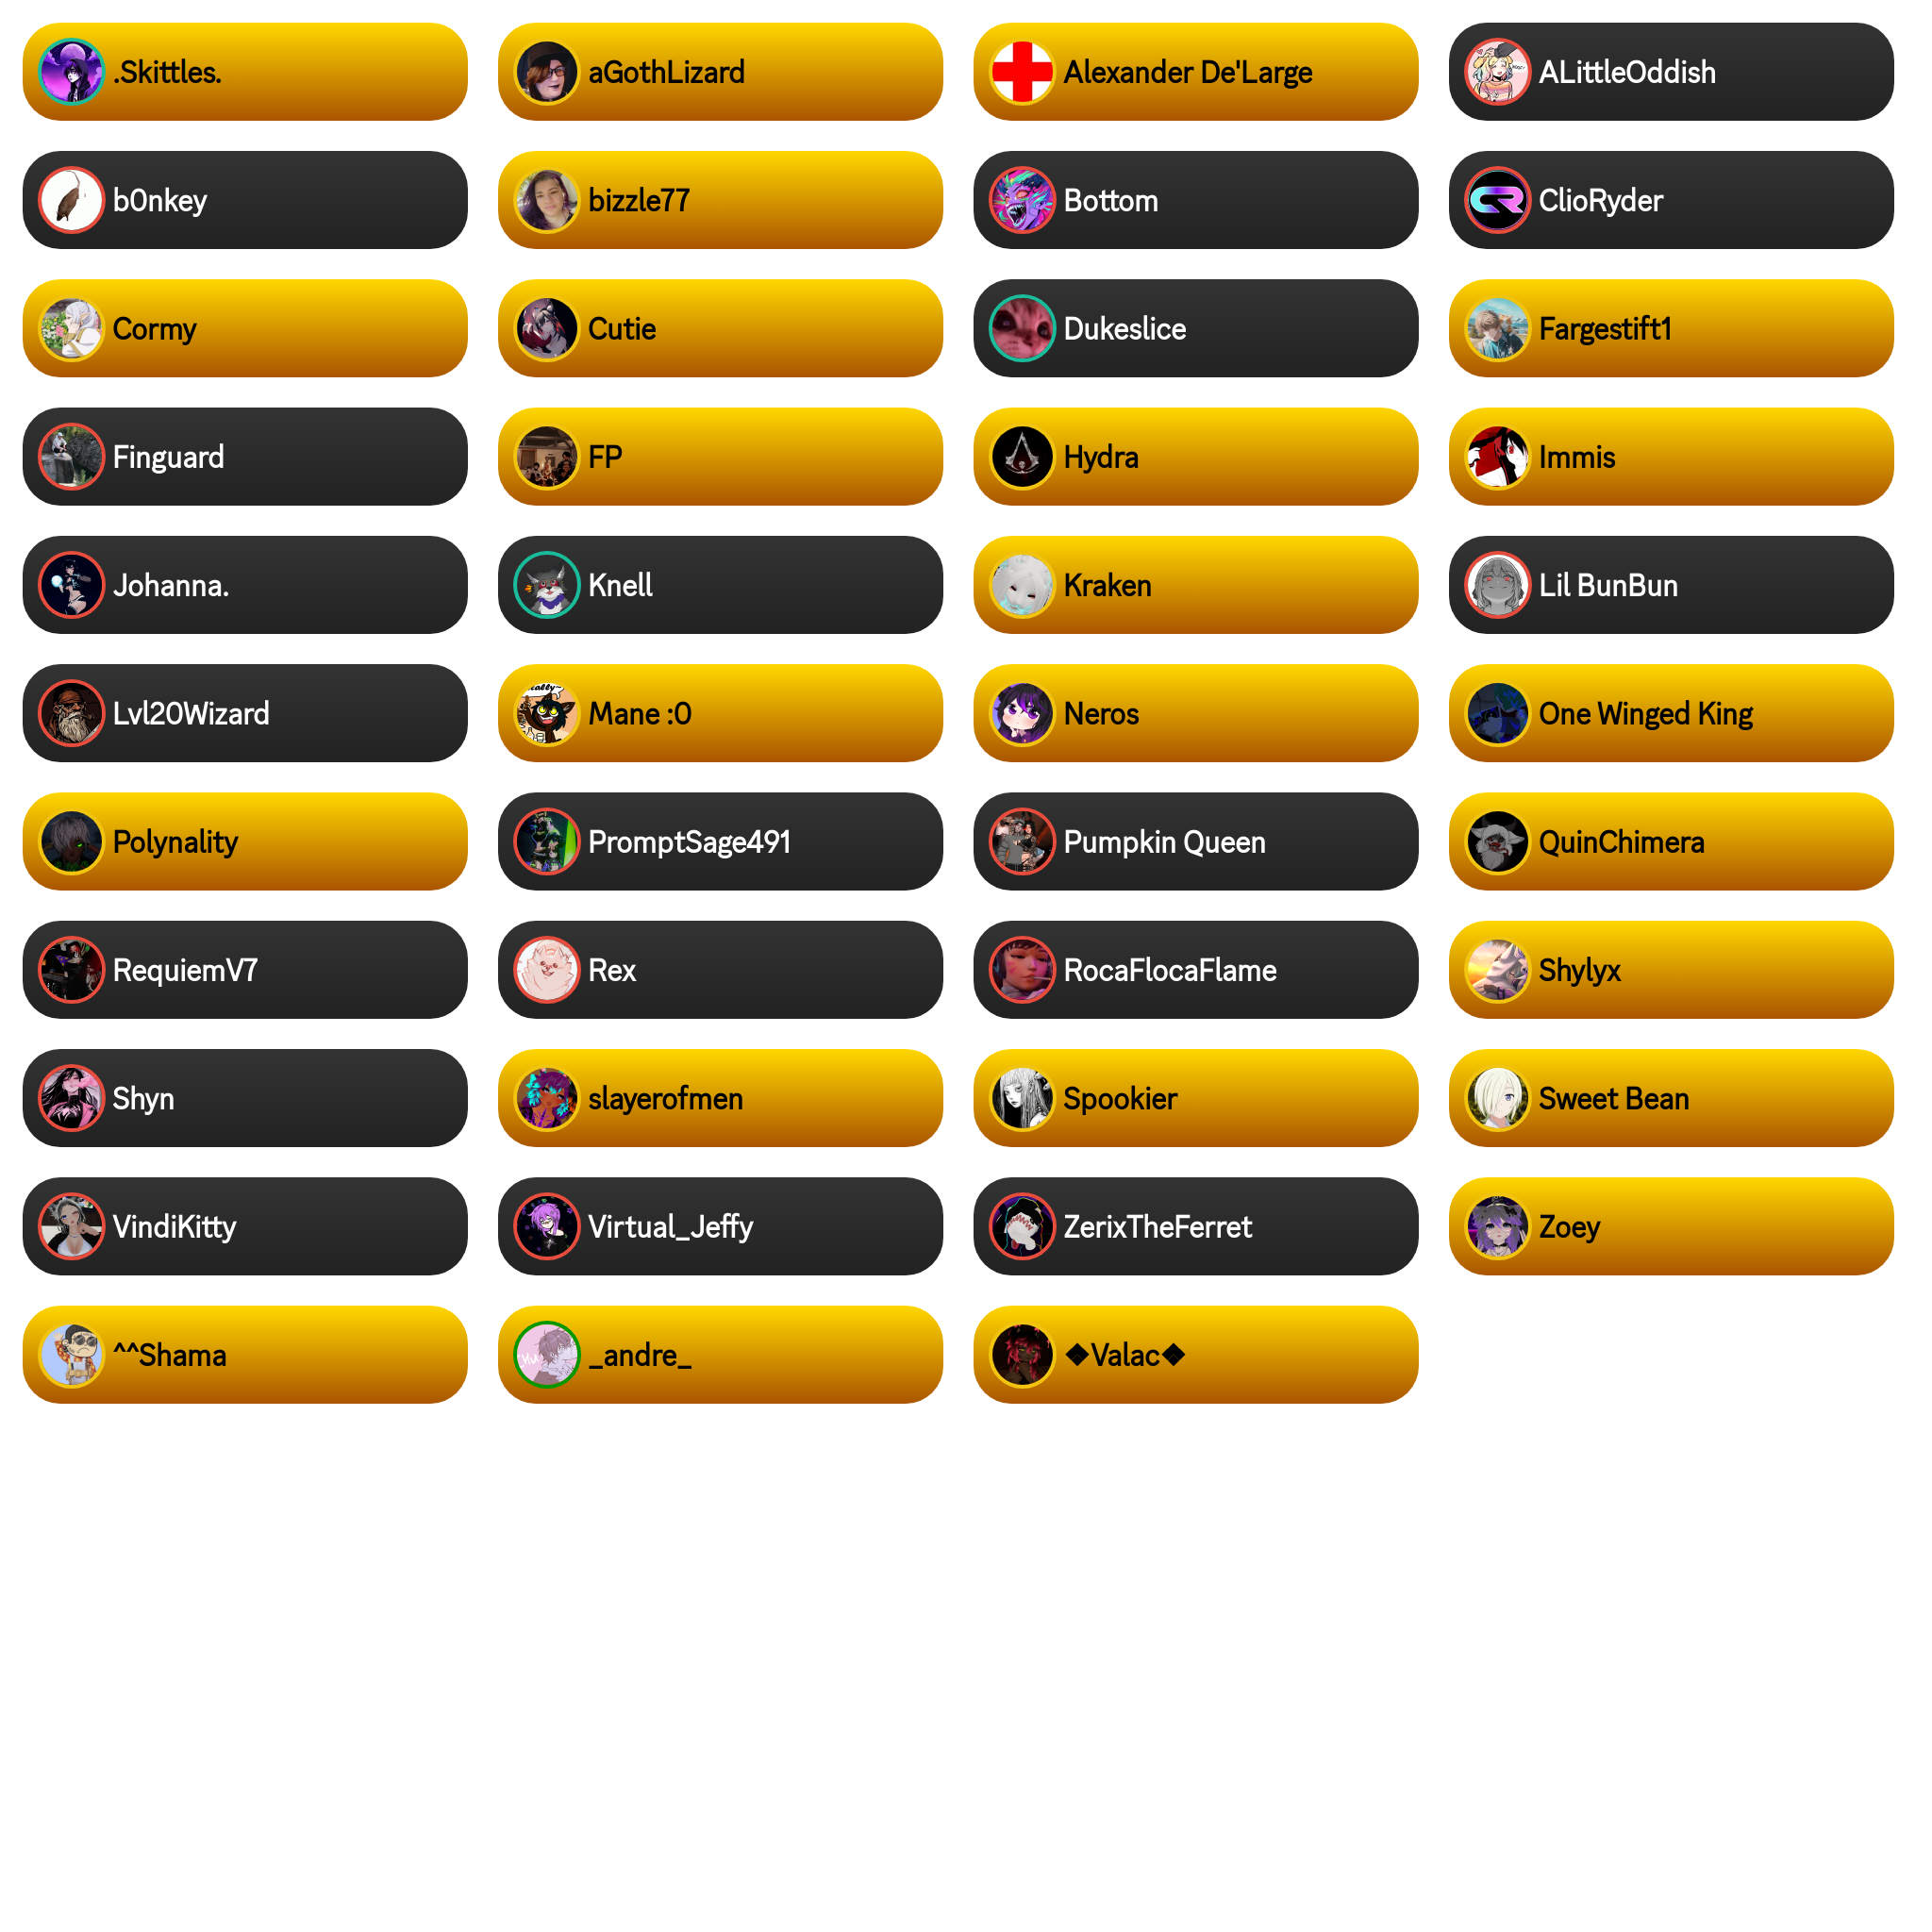 .Skittles.
aGothLizard
Alexander De'Large
ALittleOddish
b0nkey
bizzle77
Bottom
ClioRyder
Cormy
Cutie
Dukeslice
Fargestift1
Finguard
FP
Hydra
Immis
Johanna.
Knell
Kraken
Lil BunBun
Lvl20Wizard
Mane :0
Neros
One Winged King
Polynality
PromptSage491
Pumpkin Queen
QuinChimera
RequiemV7
Rex
RocaFlocaFlame
Shylyx
Shyn
slayerofmen
Spookier
Sweet Bean
VindiKitty
Virtual_Jeffy
ZerixTheFerret
Zoey
^^Shama
_andre_
❖Valac❖